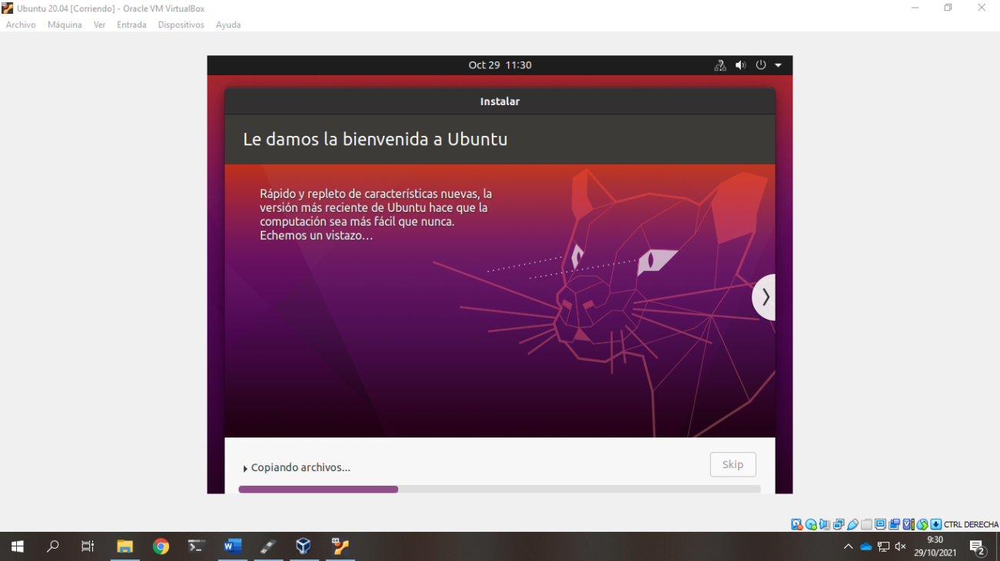 Ubuntu 20.04 [Corriendo] - Oracle VM VirtualBox
Archivo Máquina Ver Entrada Dispositivos Ayuda
Oct 29 11:30
Instalar
Le damos la bienvenida a Ubuntu
Rápido y repleto de características nuevas, la
versión más reciente de Ubuntu hace que la
computación sea más fácil que nunca.
Echemos un vistazo...
Copiando archivos...
Skip
CTRL DERECHA
9:30
29/10/2021
2